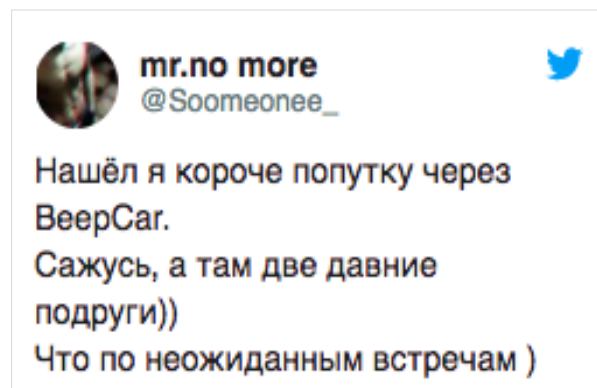 mr.no more
@Soomeonee_
Нашёл я короче попутку через
BeepCar.
Сажусь, а там две давние
подруги))
Что по неожиданным встречам )